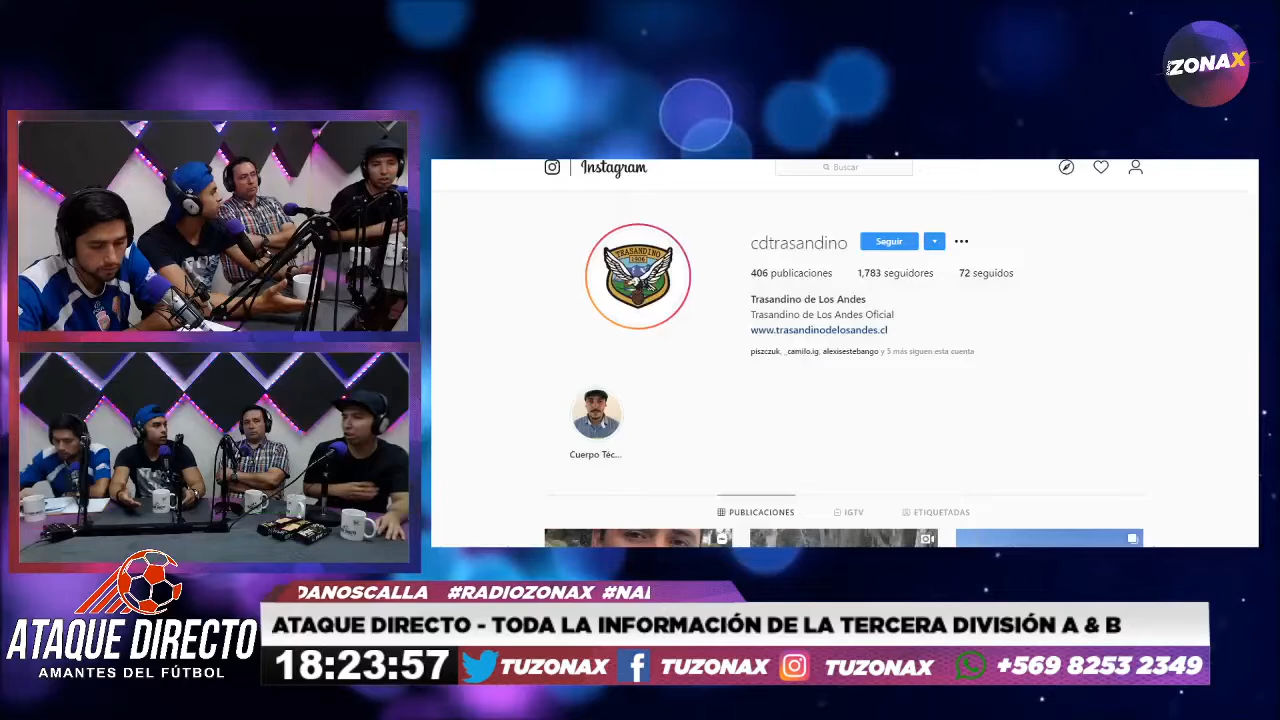 ZONAX
Instagram
Buscar
TRASANDINO
1906
cdtrasandino
Seguir
406 publicaciones
1,783 seguidores
72 seguidos
Trasandino de Los Andes
Trasandino de Los Andes Oficial
www.trasandinodelosandes.cl
piszczuk, _camilo.ig, alexisestebango y 5 más siguen esta cuenta
Cuerpo Téc...
PUBLICACIONES
IGTV
ETIQUETADAS
DANOSCALLA #RADIOZONAX #NA
ATAQUE DIRECTO - TODA LA INFORMACIÓN DE LA TERCERA DIVISIÓN A & B
ATAQUE DIRECTO
AMANTES DEL FÚTBOL
18:23:57
TUZONAX
TUZONAX
TUZONAX
+569 8253 2349